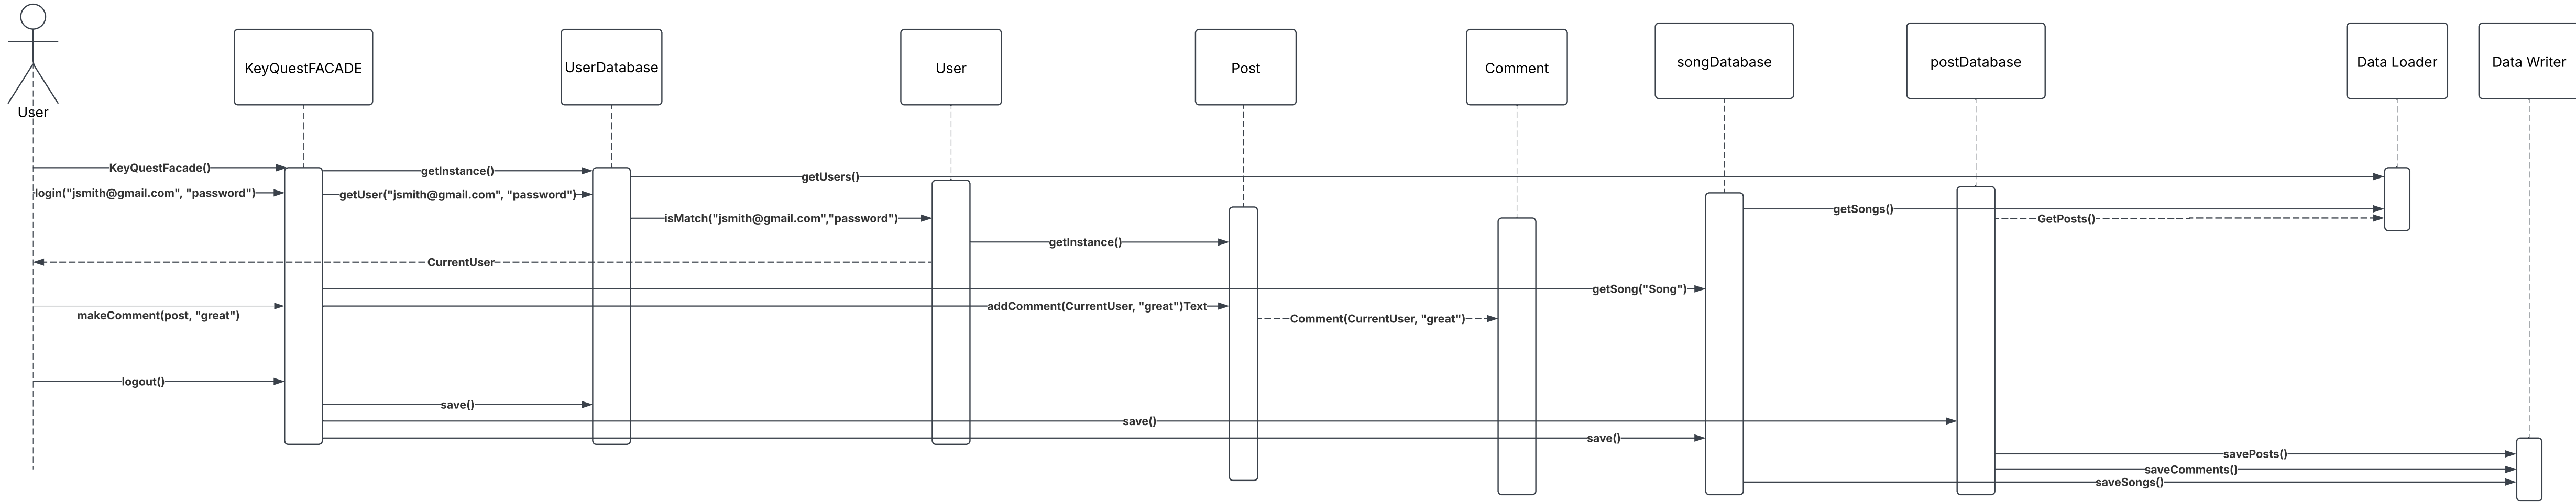 User
KeyQuestFACADE
UserDatabase
User
Post
Comment
songDatabase
postDatabase
Data Loader
Data Writer
KeyQuestFacade()
getInstance()
getUsers()
login("jsmith@gmail.com", "password")
getUser("jsmith@gmail.com", "password")
getSongs()
isMatch("jsmith@gmail.com","password")
GetPosts()
getInstance()
CurrentUser
getSong("Song")
addComment(CurrentUser, "great")Text
makeComment(post, "great")
Comment(CurrentUser, "great")
logout()
save()
save()
save()
savePosts()
saveComments()
saveSongs()